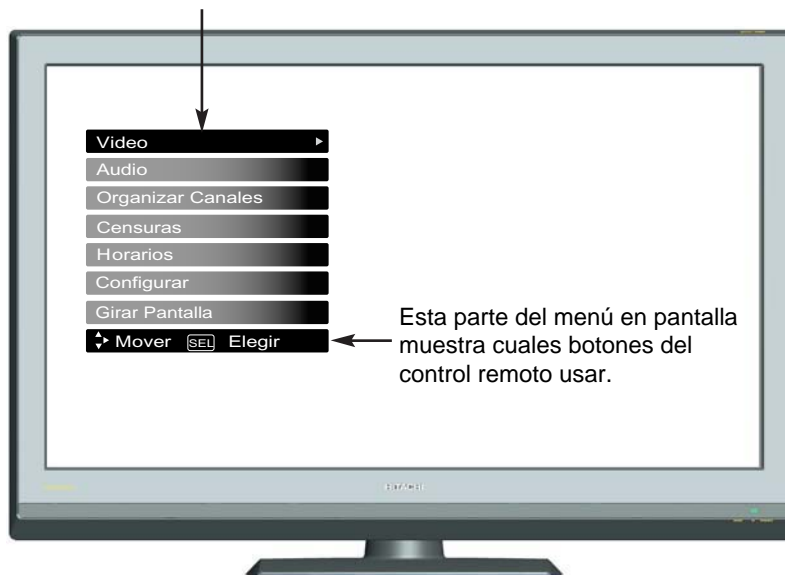 Video
Audio
Organizar Canales
Censuras
Horarios
Configurar
Girar Pantalla
Mover SEL Elegir
Esta parte del menú en pantalla
muestra cuales botones del
control remoto usar.
HITACHI